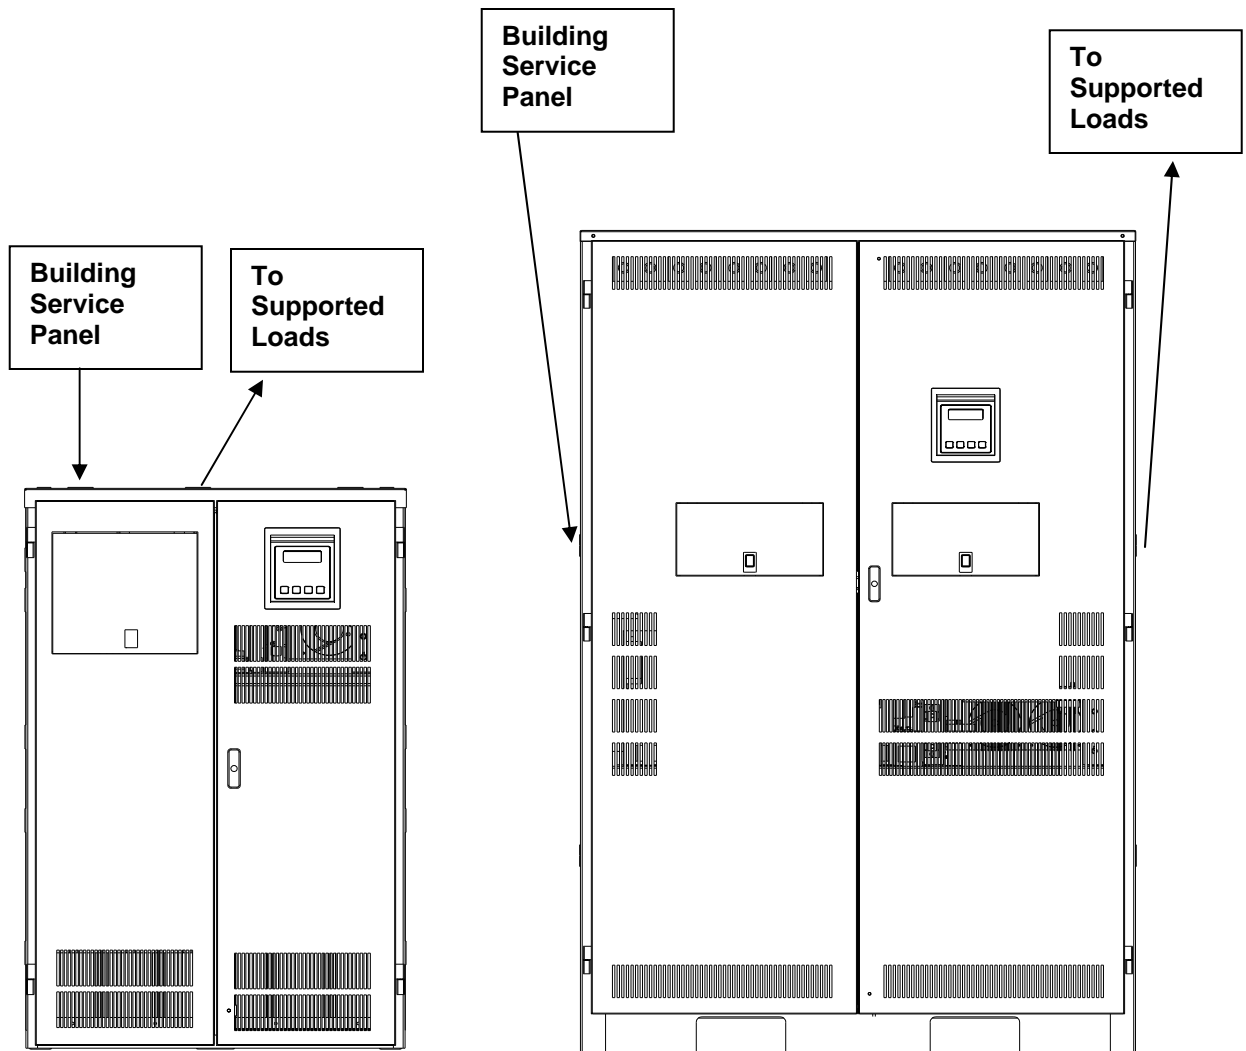 Building
Service
Panel
To
Supported
Loads
Building
Service
Panel
To
Supported
Loads